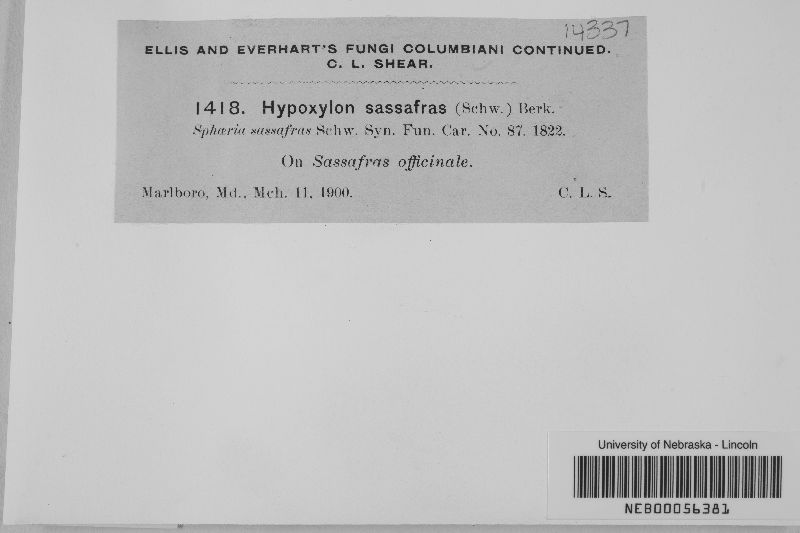 14337
ELLIS AND EVERHART'S FUNGI COLUMBIANI CONTINUED.
C. L. SHEAR.
1418. Hypoxylon sassafras (Schw.) Berk.
Sphæria sassafras Schw. Syn. Fun. Car. No. 87. 1822.
On Sassafras officinale.
Marlboro, Md., Mch. 11, 1900. C. L. S.
University of Nebraska - Lincoln
NEB00056381